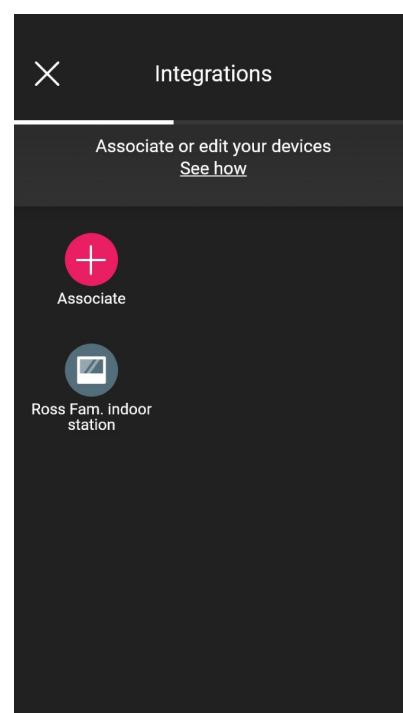 Integrations
Associate or edit your devices
See how
Associate
Ross Fam. indoor
station